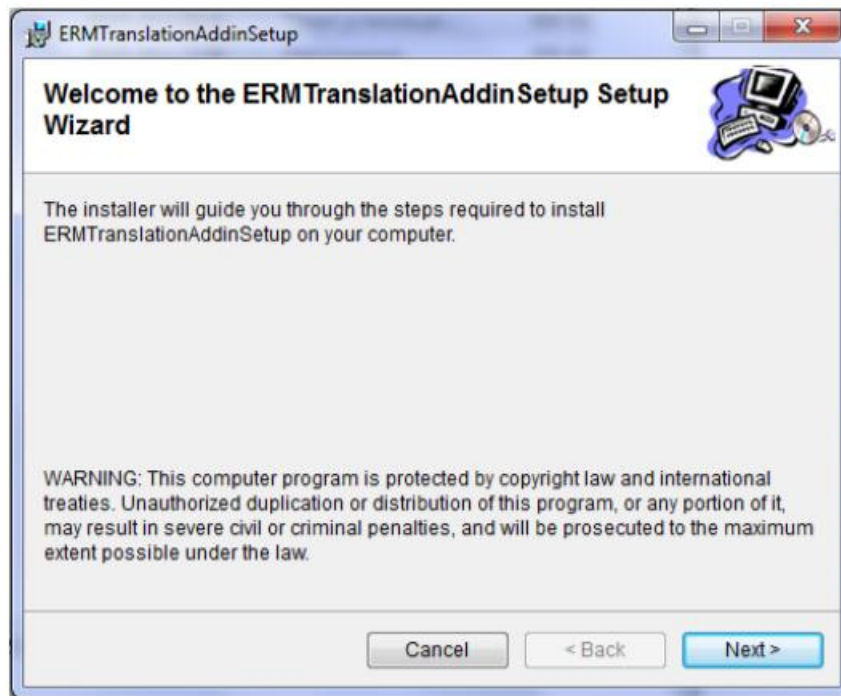 ERMTranslationAddinSetup
Welcome to the ERMTranslationAddinSetup Setup
Wizard
The installer will guide you through the steps required to install
ERMTranslationAddinSetup on your computer.
WARNING: This computer program is protected by copyright law and international
treaties. Unauthorized duplication or distribution of this program, or any portion of it,
may result in severe civil or criminal penalties, and will be prosecuted to the maximum
extent possible under the law.
Cancel
< Back
Next >